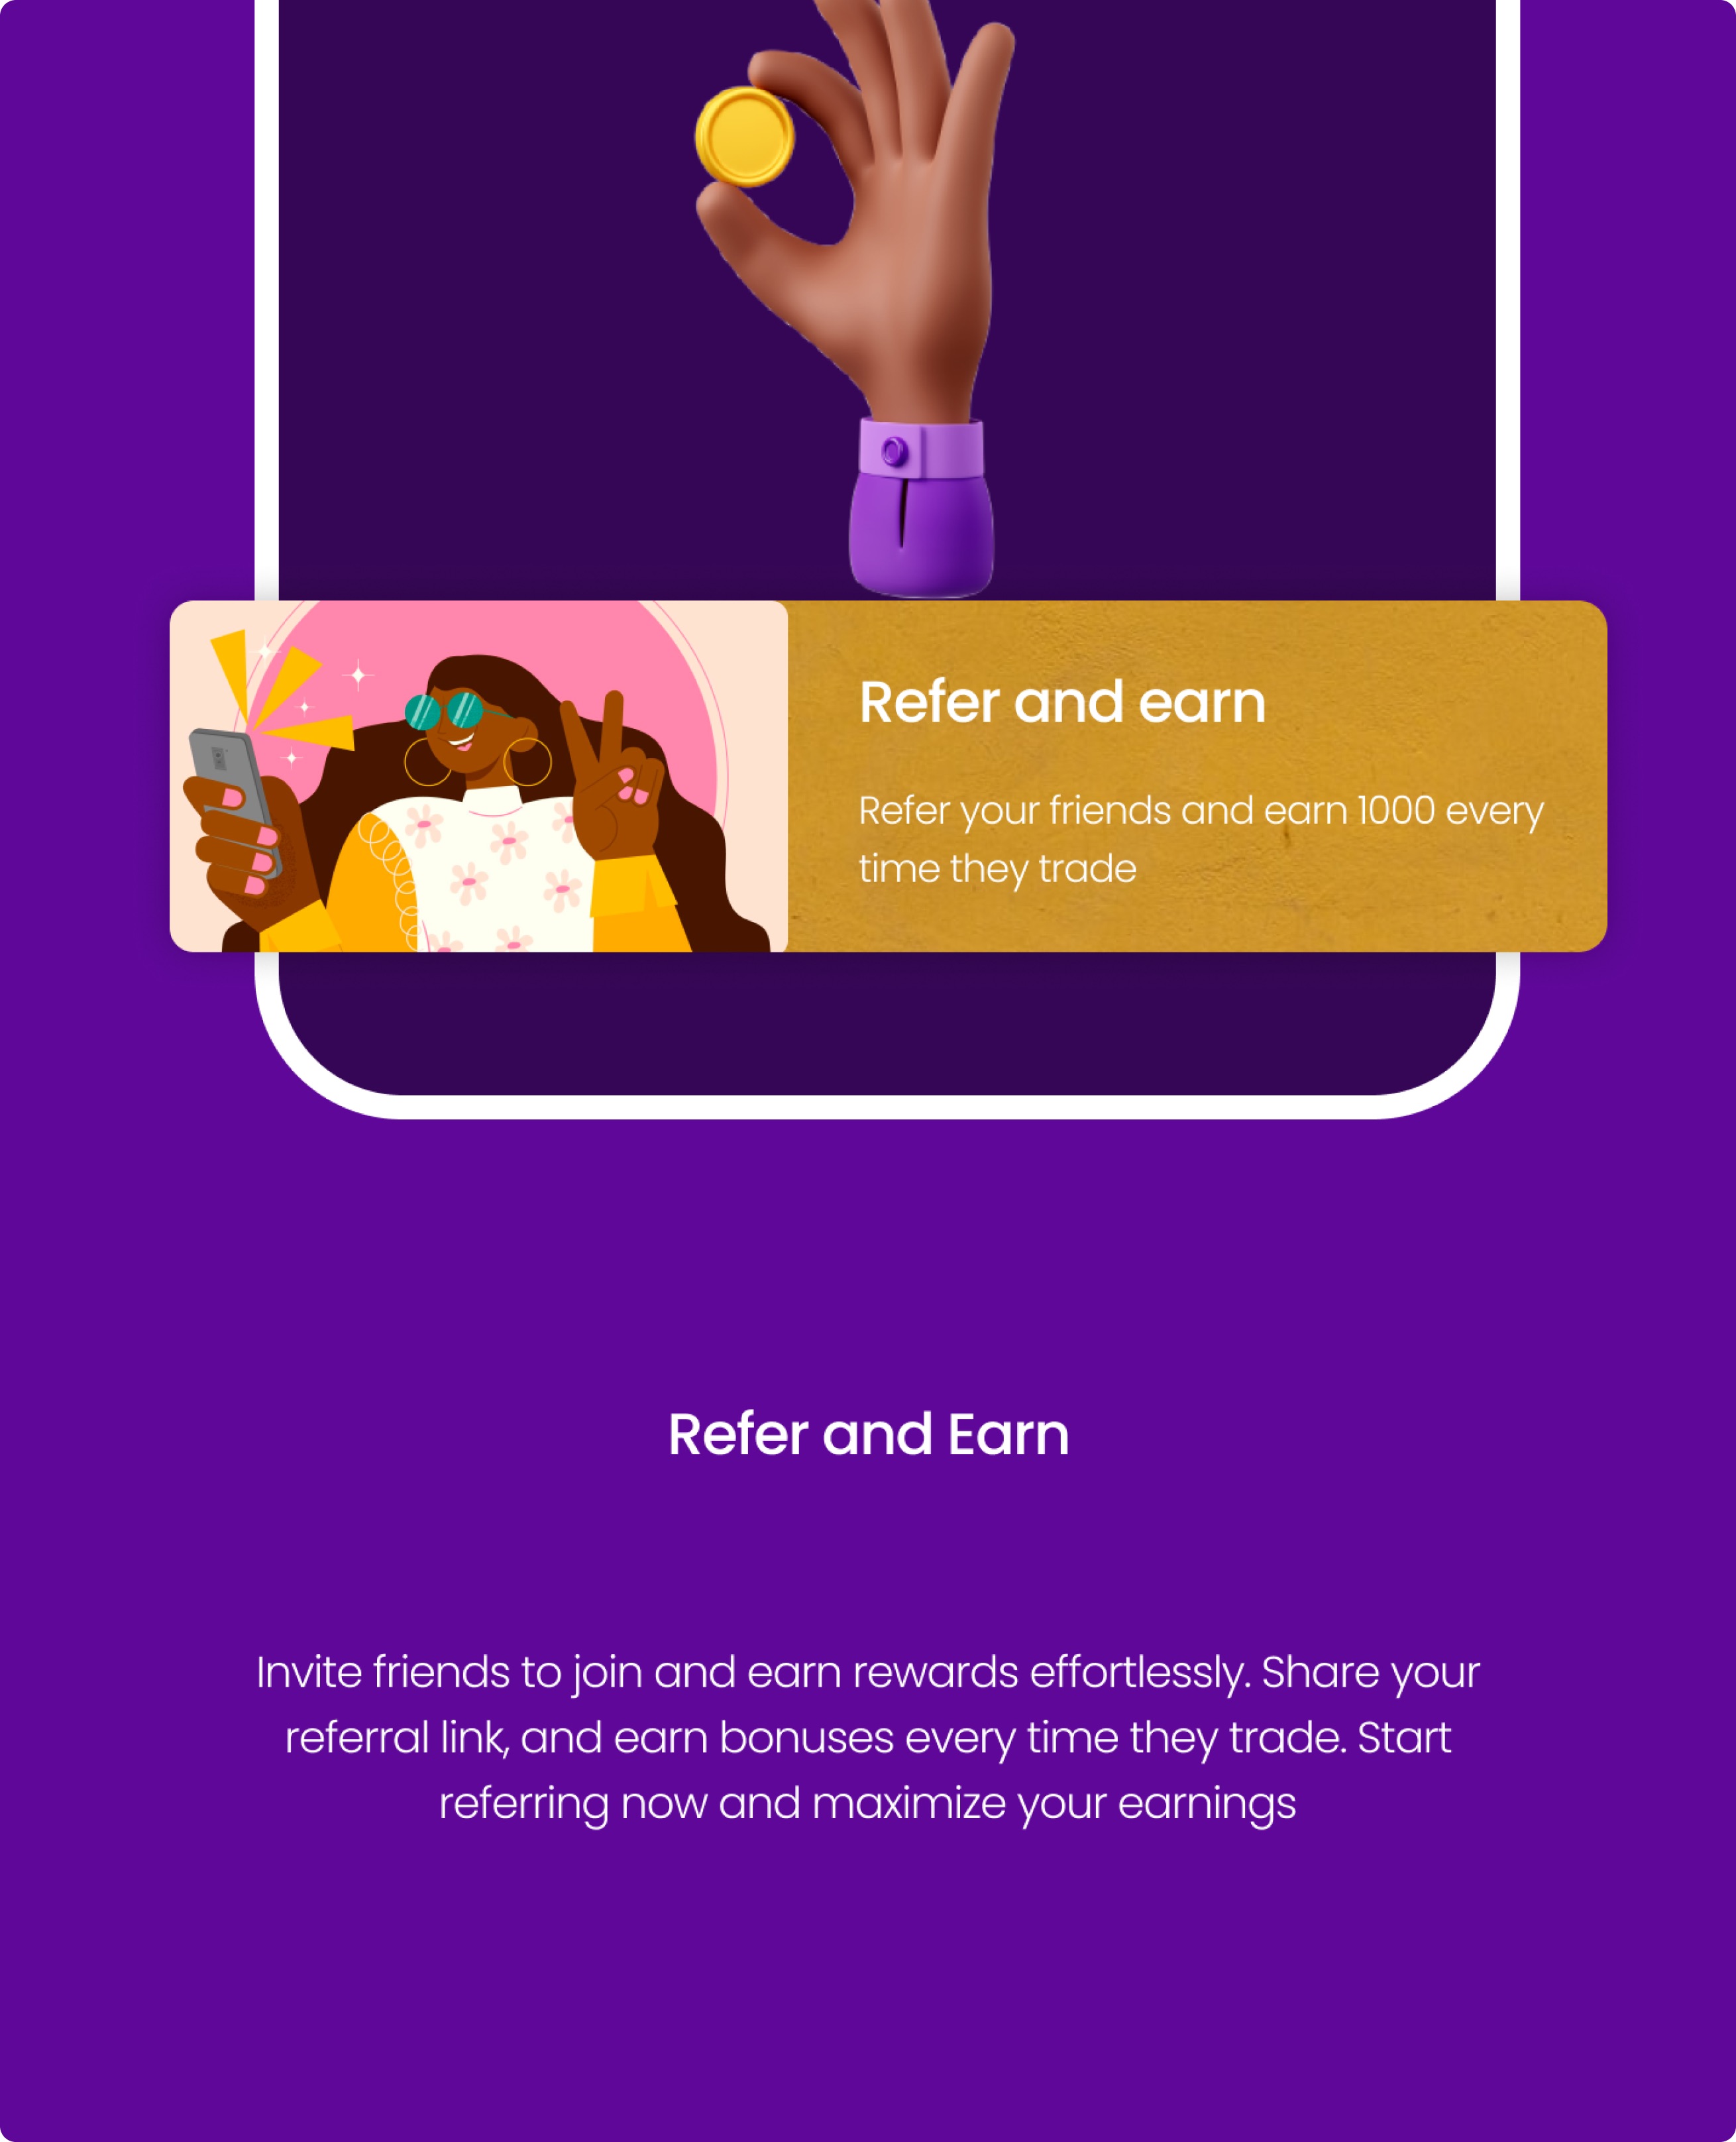 Refer and earn
Refer your friends and earn 1000 every
time they trade
Refer and Earn
Invite friends to join and earn rewards effortlessly. Share your
referral link, and earn bonuses every time they trade. Start
referring now and maximize your earnings